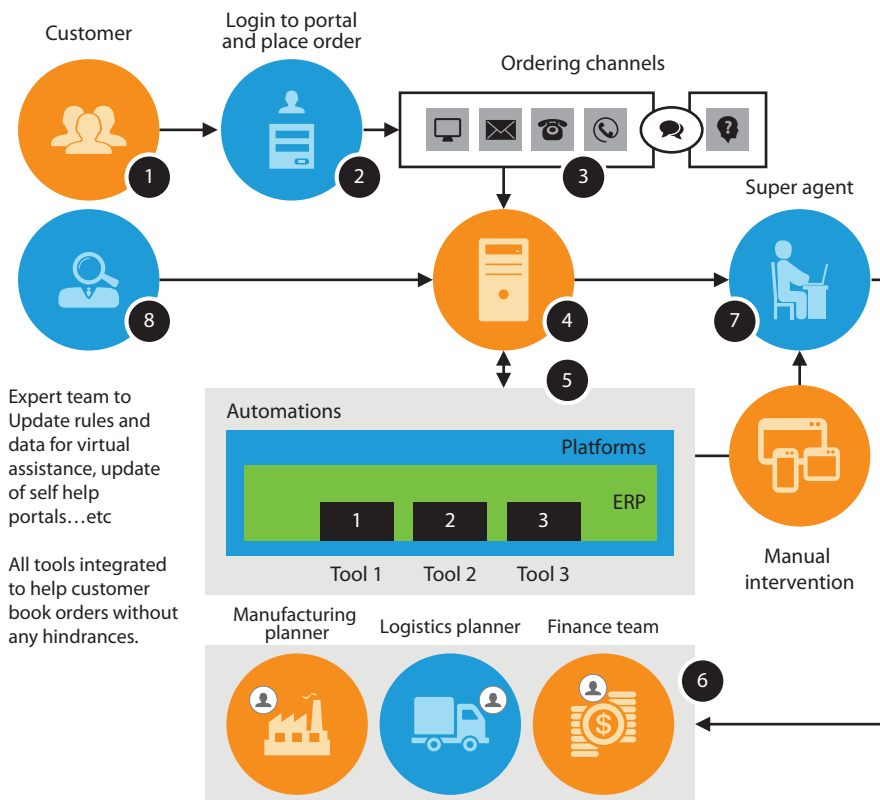 Customer
Login to portal
and place order
Ordering channels
?
1
2
3
Super agent
8
4
7
5
Expert team to
Update rules and
data for virtual
assistance, update
of self help
portals...etc
All tools integrated
to help customer
book orders without
any hindrances.
Automations
Platforms
ERP
1
2
3
Tool 1
Tool 2
Tool 3
Manual
intervention
Manufacturing
planner
Logistics planner
Finance team
6
$